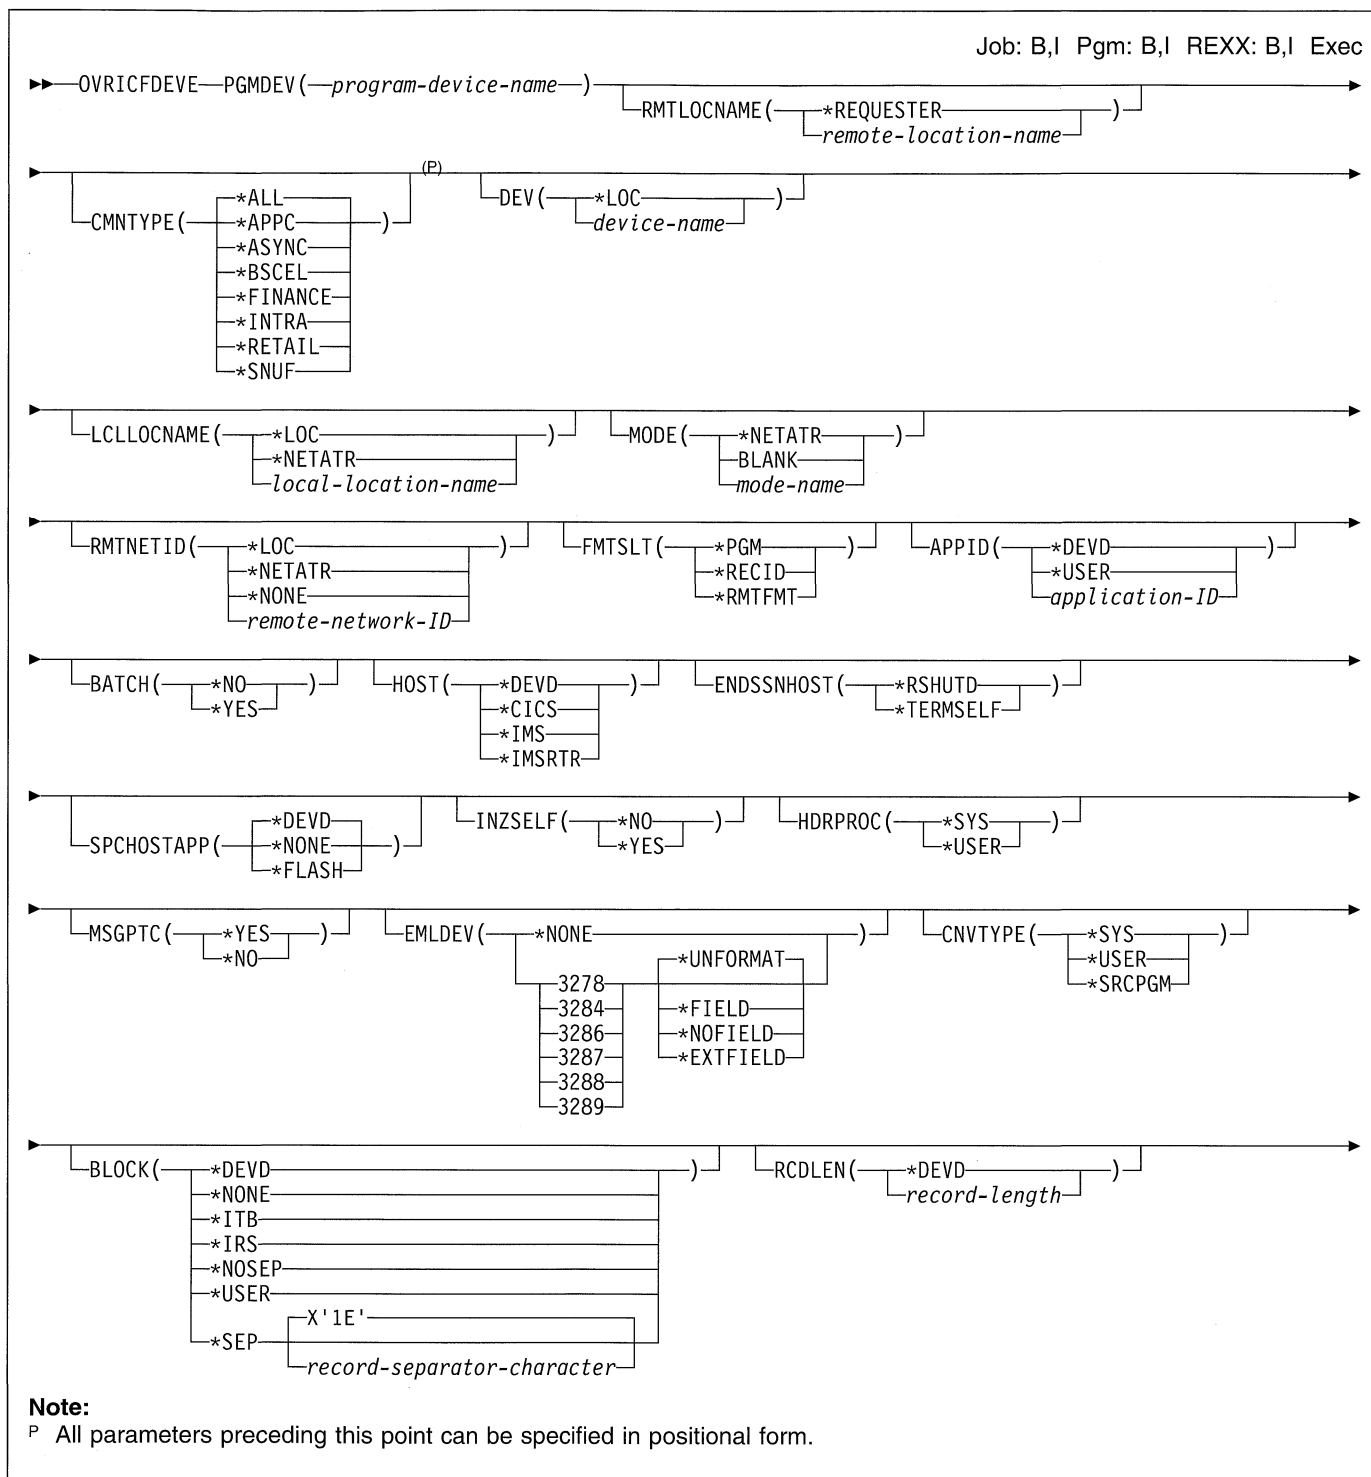 Job: B,I Pgm: B,I REXX: B,I Exec
OVRICFDEVE PGMDEV( program-device-name )
RMTLOCNAME( *REQUESTER )
remote-location-name
(P)
CMNTYPE( *ALL )
*APPC
*ASYNC
*BSCEL
*FINANCE
*INTRA
*RETAIL
*SNUF
DEV( *LOC )
device-name
LCLLOCNAME( *LOC )
*NETATR
local-location-name
MODE( *NETATR )
BLANK
mode-name
RMTNETID( *LOC )
*NETATR
*NONE
remote-network-ID
FMTSLT( *PGM )
*RECID
*RMTFMT
APPID( *DEVD )
*USER
application-ID
BATCH( *NO )
*YES
HOST( *DEVD )
*CICS
*IMS
*IMSRTR
ENDSSNHOST( *RSHUTD )
*TERMSELF
SPCHOSTAPP( *DEVD )
*NONE
*FLASH
INZSELF( *NO )
*YES
HDRPROC( *SYS )
*USER
MSGPTC( *YES )
*NO
EMLDEV( *NONE )
3278
3284
3286
3287
3288
3289
*UNFORMAT
*FIELD
*NOFIELD
*EXTFIELD
CNVTYPE( *SYS )
*USER
*SRCPGM
BLOCK( *DEVD )
*NONE
*ITB
*IRS
*NOSEP
*USER
*SEP
X'1E'
record-separator-character
RCDLEN( *DEVD )
record-length
Note:
P All parameters preceding this point can be specified in positional form.